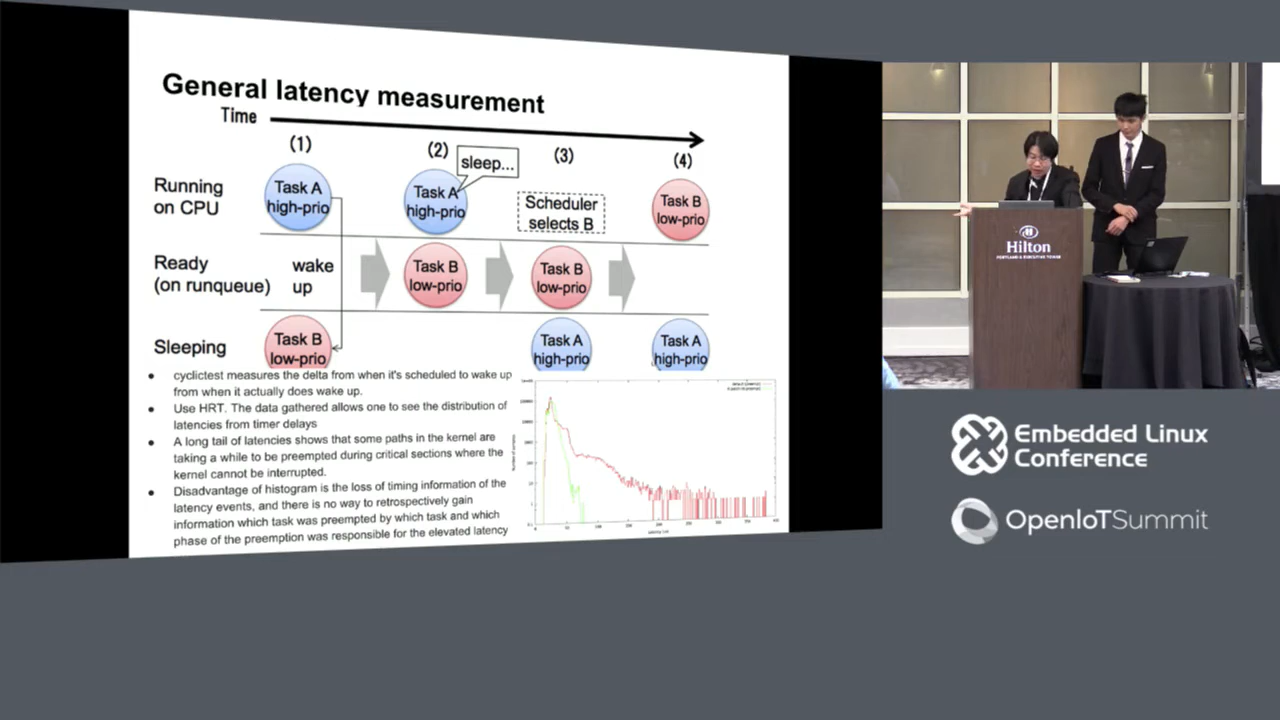 General latency measurement
Time
(1)
(2)
(3)
(4)
sleep...
Running
on CPU
Task A
high-prio
Task A
high-prio
Scheduler
selects B
Task B
low-prio
Ready
(on runqueue)
wake
up
Task B
low-prio
Task B
low-prio
Sleeping
Task B
low-prio
Task A
high-prio
Task A
high-prio
• cyclictest measures the delta from when it's scheduled to wake up
from when it actually does wake up.
• Use HRT. The data gathered allows one to see the distribution of
latencies from timer delays
• A long tail of latencies shows that some paths in the kernel are
taking a while to be preempted during critical sections where the
kernel cannot be interrupted.
• Disadvantage of histogram is the loss of timing information of the
latency events, and there is no way to retrospectively gain
information which task was preempted by which task and which
phase of the preemption was responsible for the elevated latency
Hilton
PORTLAND & EXECUTIVE TOWER
Embedded Linux
Conference
OpenIoTSummit